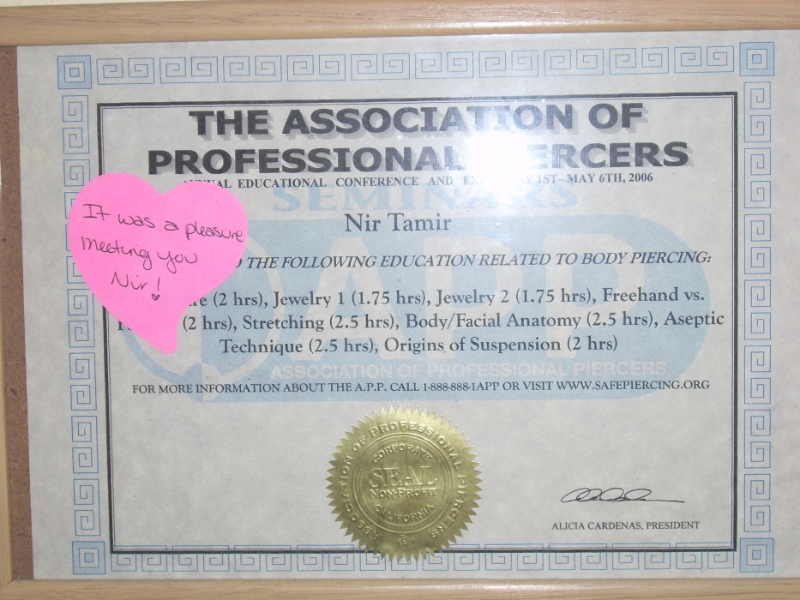 THE ASSOCIATION OF
PROFESSIONAL PIERCERS
EDUCATIONAL CONFERENCE AND 1ST–MAY 6TH, 2006
SEMINARS
Nir Tamir
THE FOLLOWING EDUCATION RELATED TO BODY PIERCING:
(2 hrs), Jewelry 1 (1.75 hrs), Jewelry 2 (1.75 hrs), Freehand vs.
(2 hrs), Stretching (2.5 hrs), Body/Facial Anatomy (2.5 hrs), Aseptic
Technique (2.5 hrs), Origins of Suspension (2 hrs)
APP
ASSOCIATION OF PROFESSIONAL PIERCERS
FOR MORE INFORMATION ABOUT THE A.P.P. CALL 1-888-888-1APP OR VISIT WWW.SAFEPIERCING.ORG
It was a pleasure
meeting you
Nir!
ASSOCIATION OF PROFESSIONAL PIERCERS
CORPORATE
SEAL
NON-PROFIT
CALIFORNIA
ALICIA CARDENAS, PRESIDENT